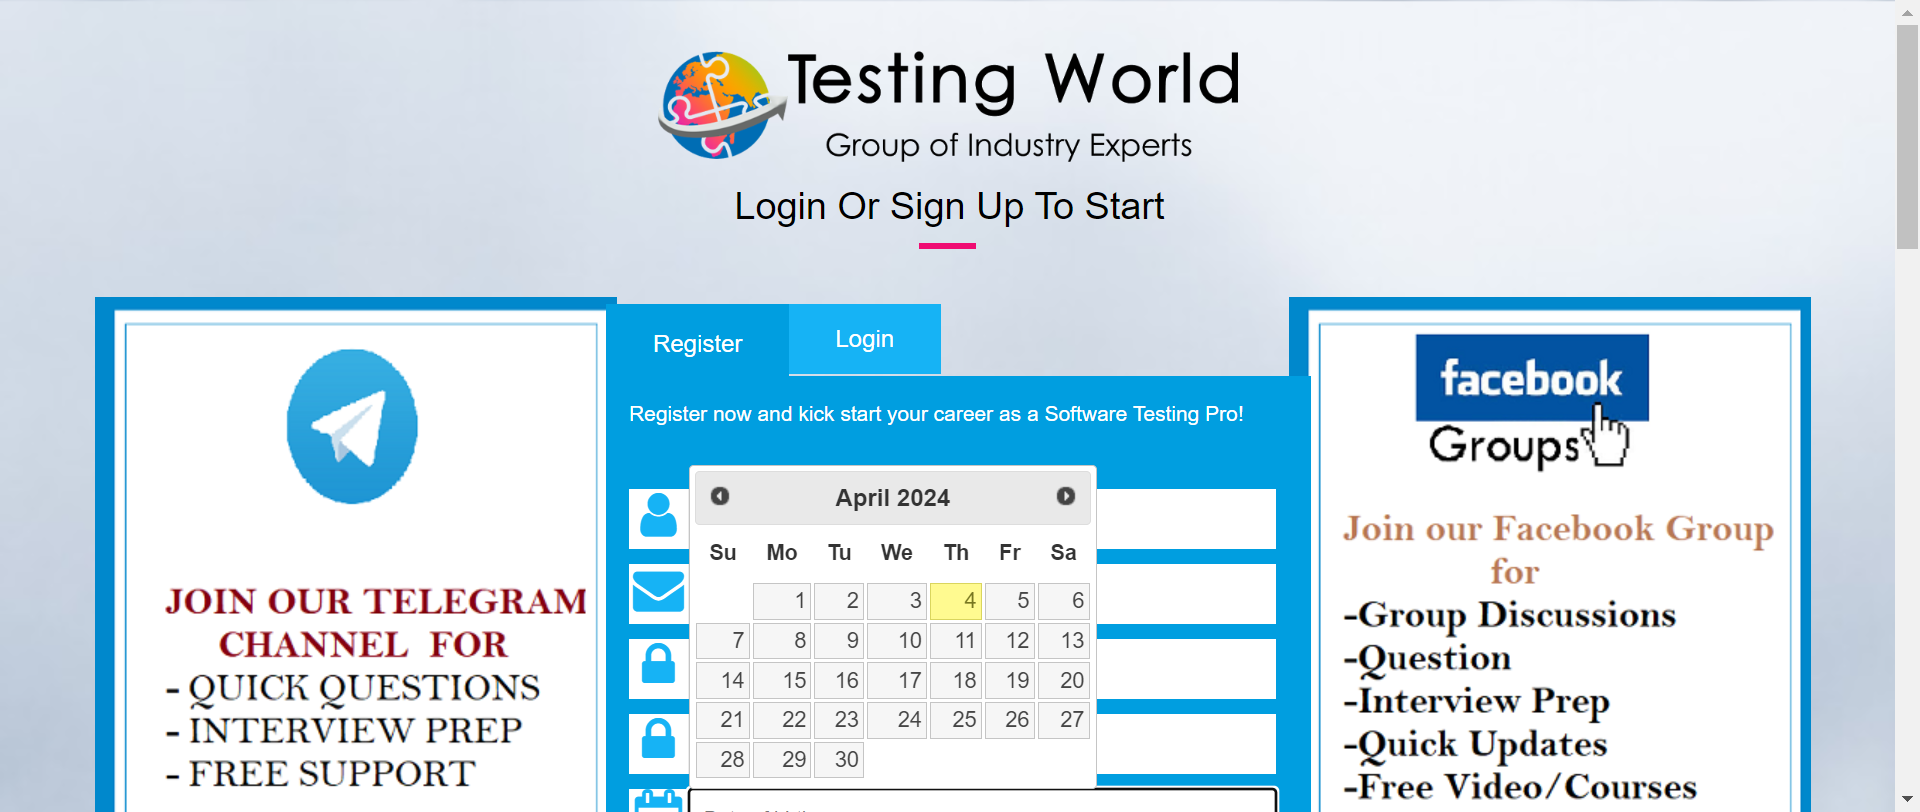 Testing World
Group of Industry Experts
Login Or Sign Up To Start
Register
Login
Register now and kick start your career as a Software Testing Pro!
April 2024
Su Mo Tu We Th Fr Sa
1 2 3 4 5 6
7 8 9 10 11 12 13
14 15 16 17 18 19 20
21 22 23 24 25 26 27
28 29 30
JOIN OUR TELEGRAM
CHANNEL FOR
- QUICK QUESTIONS
- INTERVIEW PREP
- FREE SUPPORT
facebook
Groups
Join our Facebook Group
for
-Group Discussions
-Question
-Interview Prep
-Quick Updates
-Free Video/Courses